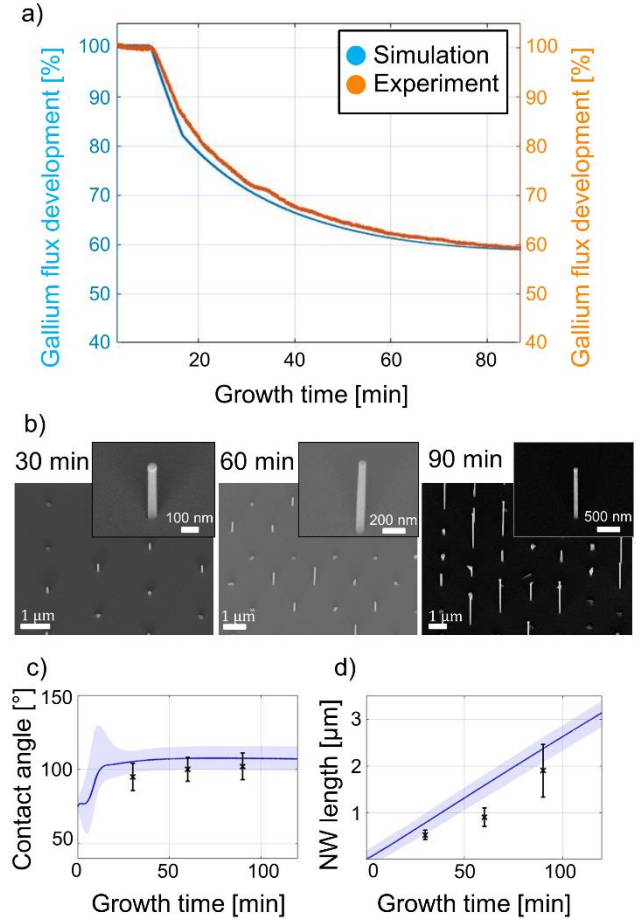 a)
Gallium flux development [%]
100
90
80
70
60
50
40
Simulation
Experiment
100
90
80
70
60
50
40
Gallium flux development [%]
20
40
60
80
Growth time [min]
b)
30 min
100 nm
1 µm
60 min
200 nm
1 µm
90 min
500 nm
1 µm
c)
Contact angle [°]
150
100
50
0
50
100
Growth time [min]
d)
NW length [µm]
3
2
1
0
50
100
Growth time [min]